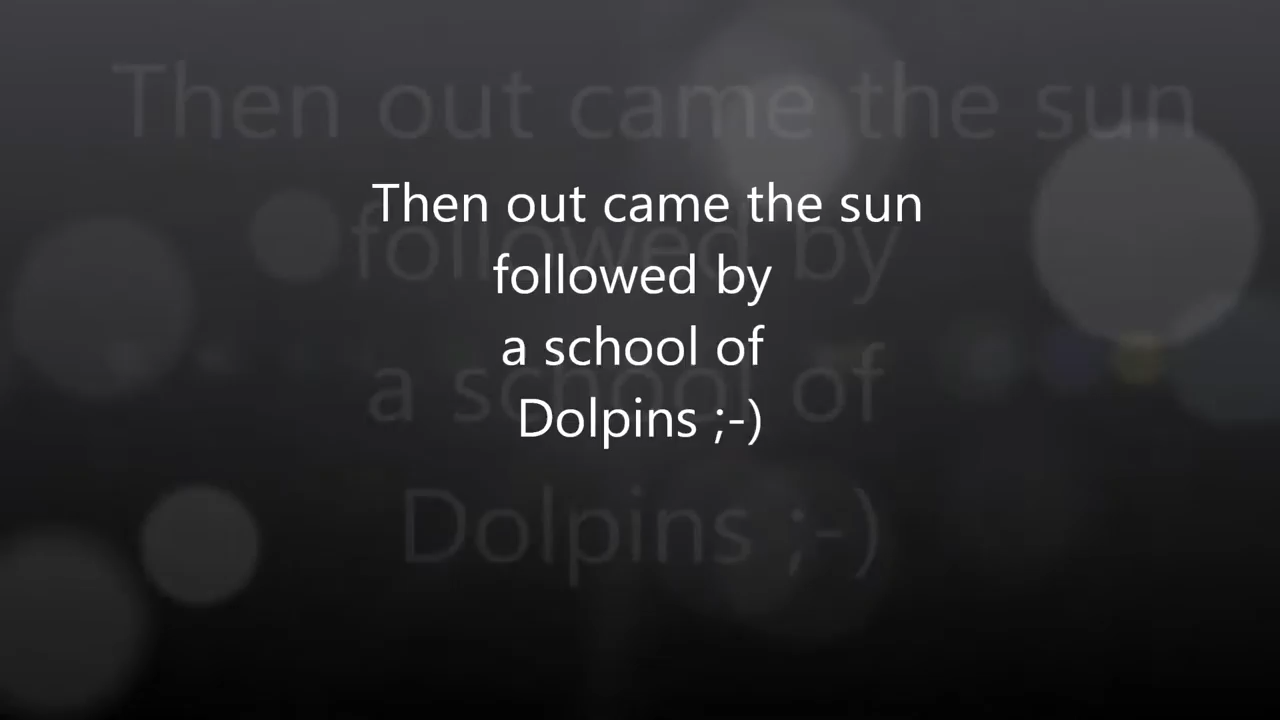 Then out came the sun
followed by
a school of
Dolpins ;-)